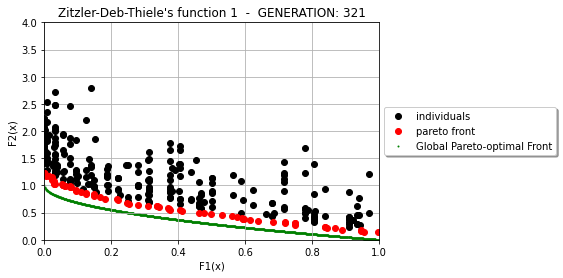 Zitzler-Deb-Thiele's function 1 - GENERATION: 321
4.0
3.5
3.0
2.5
2.0
1.5
1.0
0.5
0.0
F2(x)
0.0 0.2 0.4 0.6 0.8 1.0
F1(x)
individuals
pareto front
Global Pareto-optimal Front